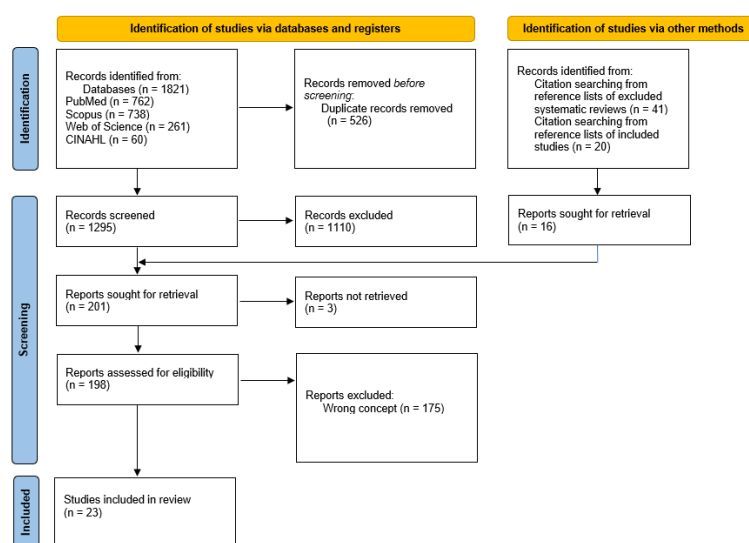 Identification of studies via databases and registers
Identification of studies via other methods
Identification
Records identified from:
Databases (n = 1821)
PubMed (n = 762)
Scopus (n = 738)
Web of Science (n = 261)
CINAHL (n = 60)
Records removed before
screening:
Duplicate records removed
(n = 526)
Records identified from:
Citation searching from
reference lists of excluded
systematic reviews (n = 41)
Citation searching from
reference lists of included
studies (n = 20)
Screening
Records screened
(n = 1295)
Records excluded
(n = 1110)
Reports sought for retrieval
(n = 16)
Reports sought for retrieval
(n = 201)
Reports not retrieved
(n = 3)
Reports assessed for eligibility
(n = 198)
Reports excluded:
Wrong concept (n = 175)
Included
Studies included in review
(n = 23)